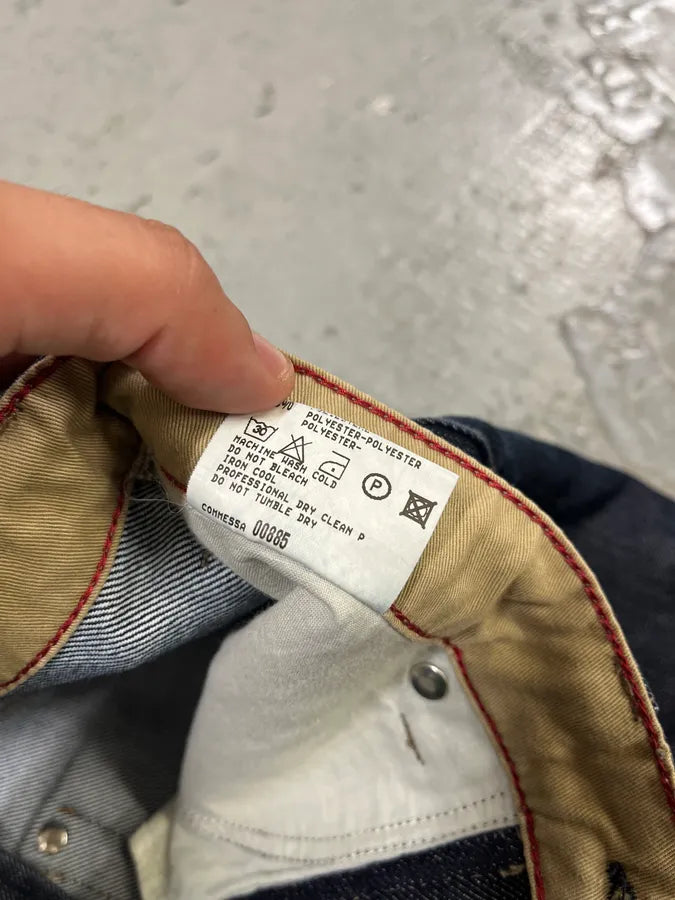 POLYESTER-POLYESTER
POLYESTER-
30
P
MACHINE WASH COLD
DO NOT BLEACH
IRON COOL
PROFESSIONAL DRY CLEAN P
DO NOT TUMBLE DRY
COMMESSA 00885